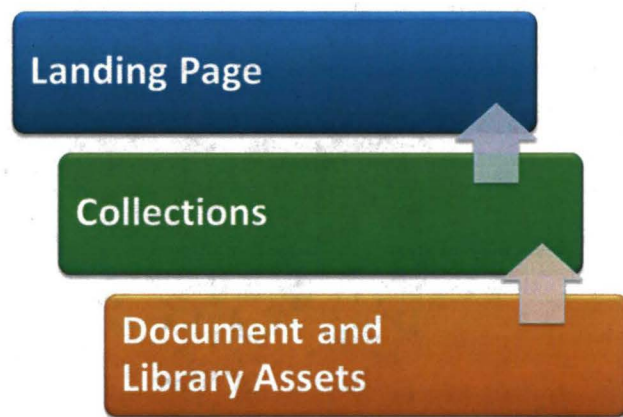 Landing Page
Collections
Document and
Library Assets